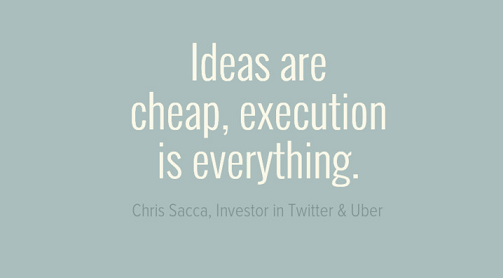 Ideas are
cheap, execution
is everything.
Chris Sacca, Investor in Twitter & Uber